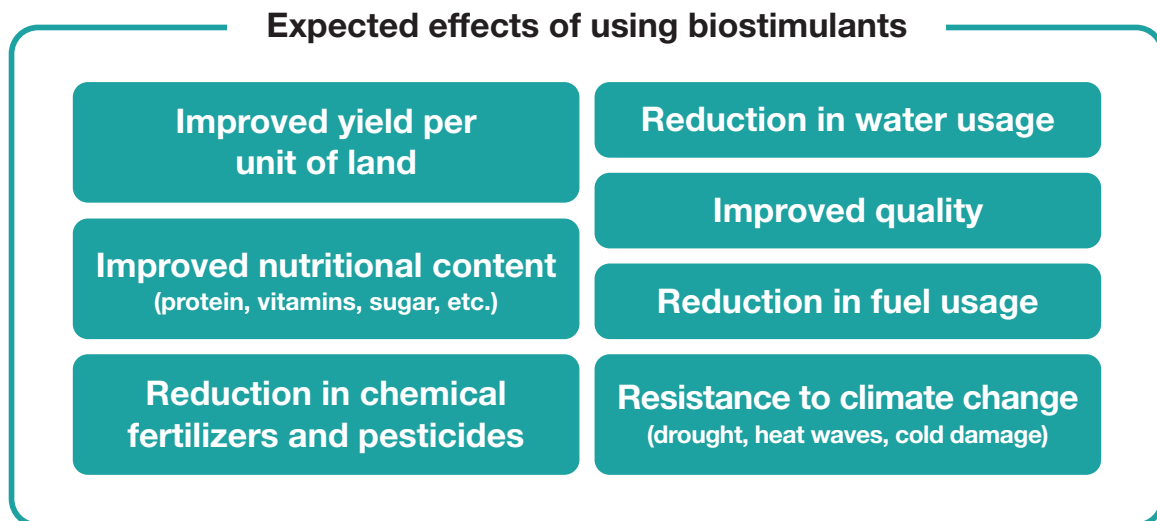 Expected effects of using biostimulants
Improved yield per
unit of land
Improved nutritional content
(protein, vitamins, sugar, etc.)
Reduction in chemical
fertilizers and pesticides
Reduction in water usage
Improved quality
Reduction in fuel usage
Resistance to climate change
(drought, heat waves, cold damage)